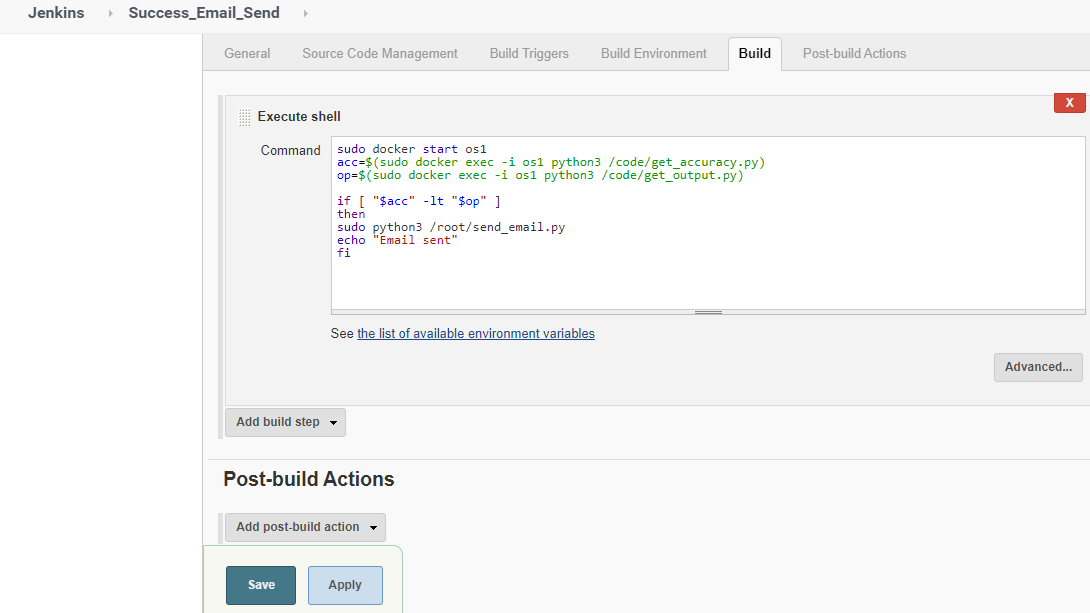 Jenkins Success_Email_Send
General Source Code Management Build Triggers Build Environment Build Post-build Actions
X
Execute shell
Command
sudo docker start os1
acc=$(sudo docker exec -i os1 python3 /code/get_accuracy.py)
op=$(sudo docker exec -i os1 python3 /code/get_output.py)
if [ "$acc" -lt "$op" ]
then
sudo python3 /root/send_email.py
echo "Email sent"
fi
See the list of available environment variables
Advanced...
Add build step
Post-build Actions
Add post-build action
Save Apply